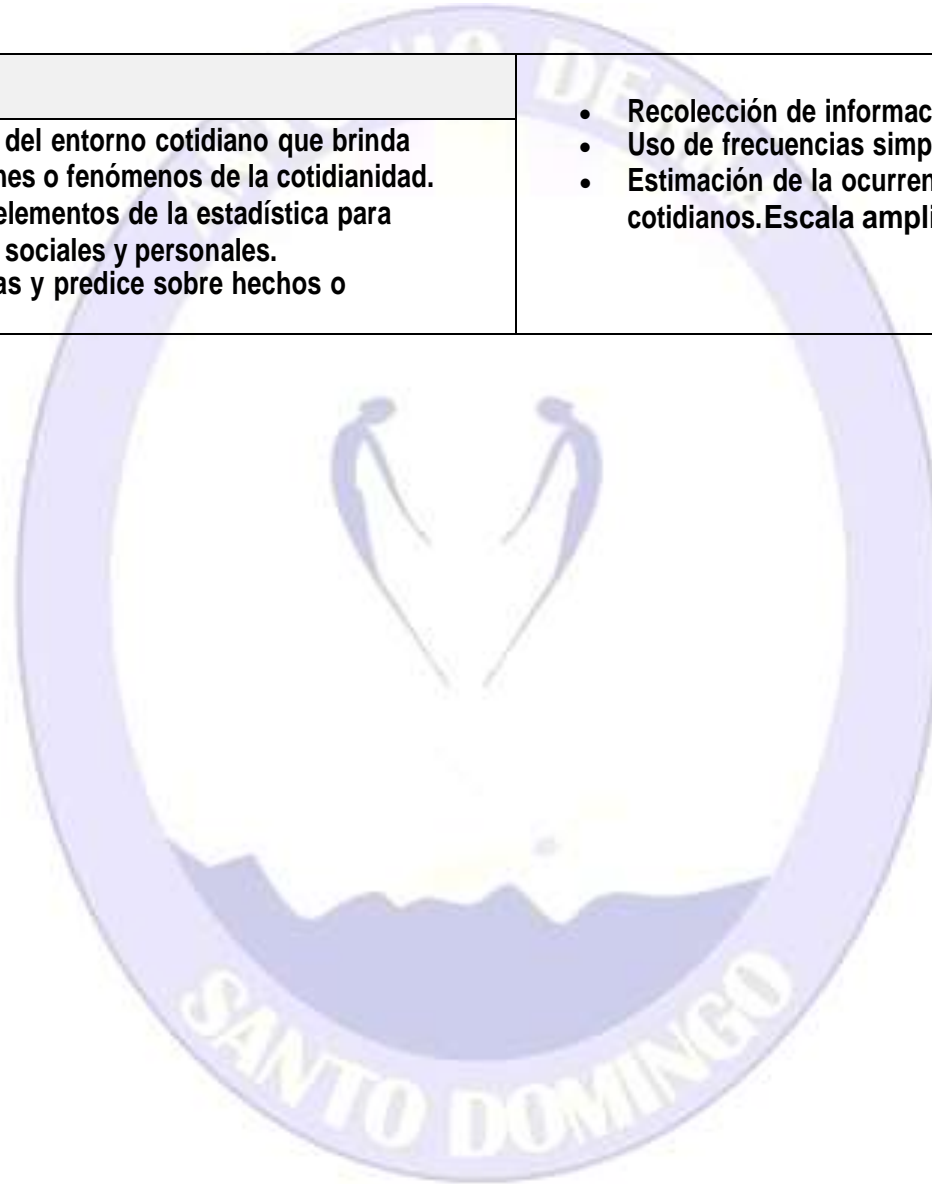 del entorno cotidiano que brinda
nes o fenómenos de la cotidianidad.
elementos de la estadística para
sociales y personales.
as y predice sobre hechos o
• Recolección de informac
• Uso de frecuencias simp
• Estimación de la ocurren
cotidianos.Escala ampli
SANTO DOMINGO